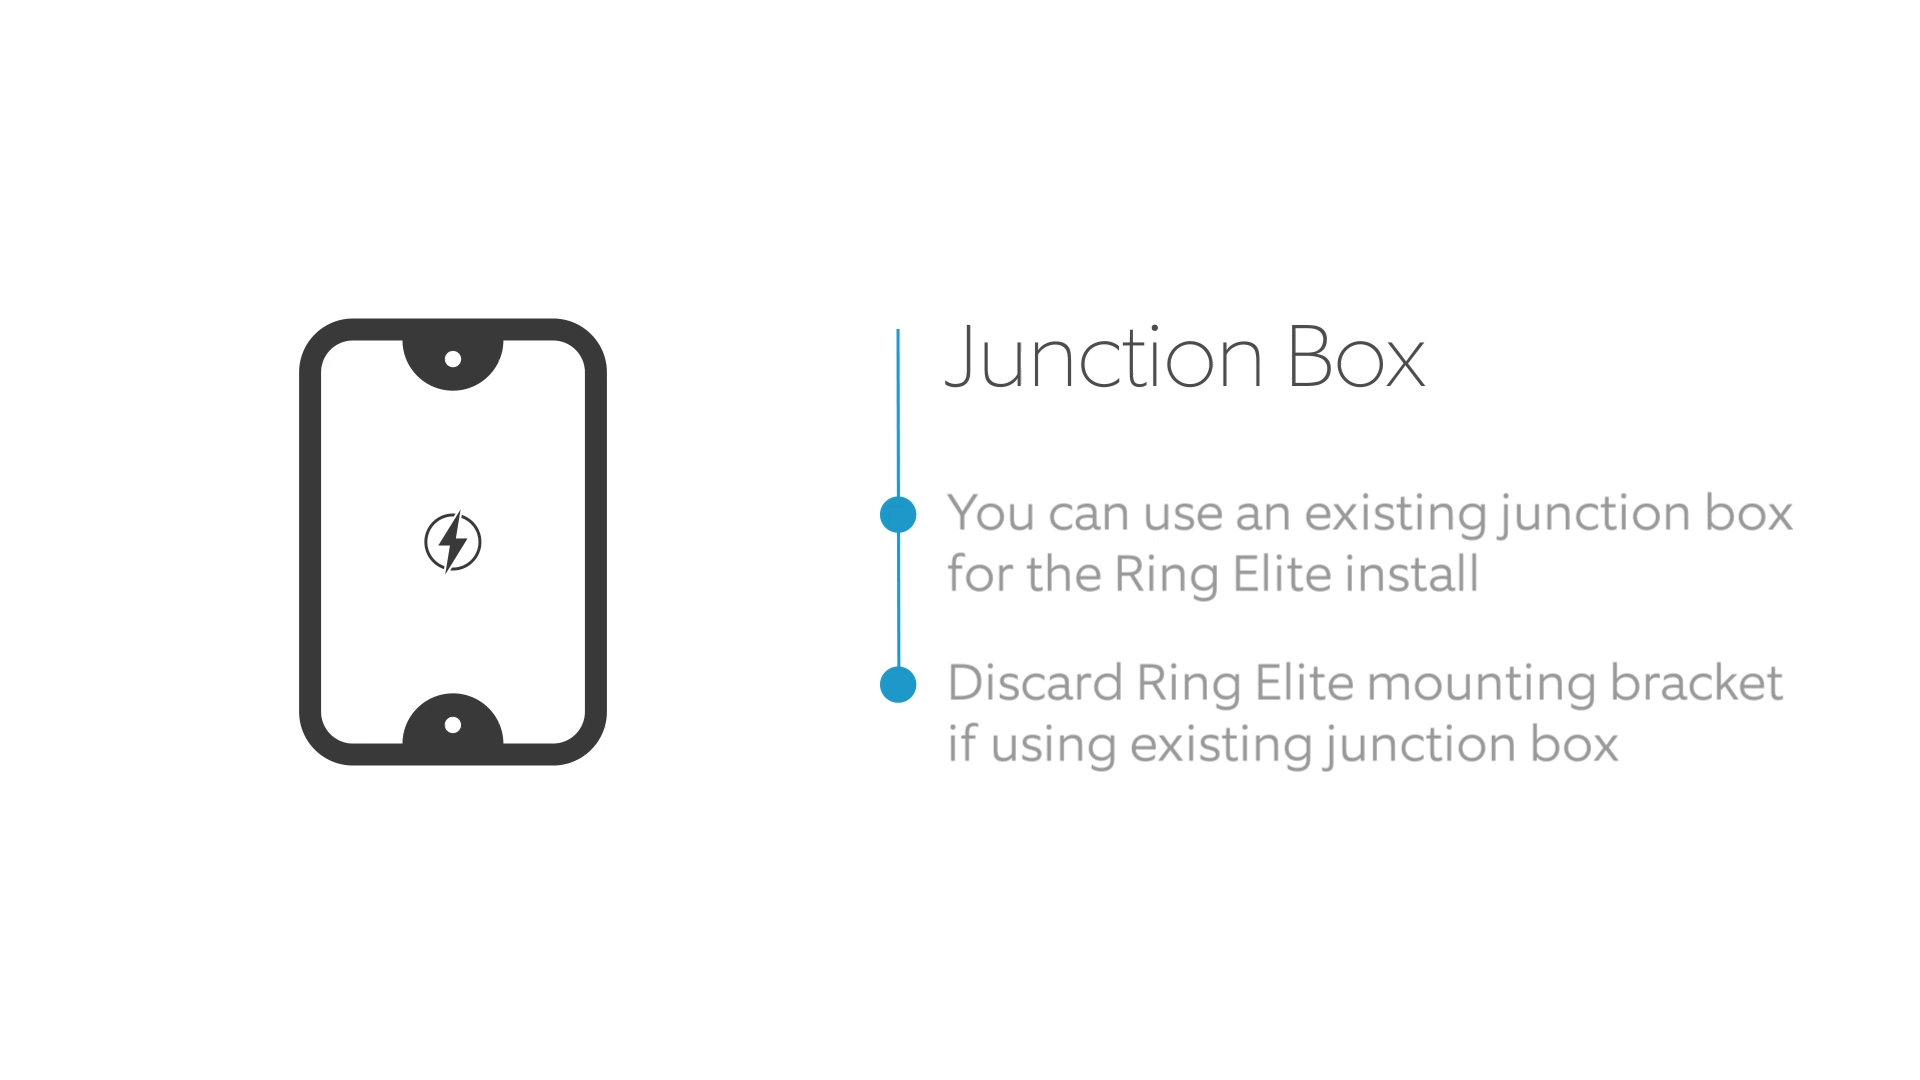 Junction Box
You can use an existing junction box
for the Ring Elite install
Discard Ring Elite mounting bracket
if using existing junction box